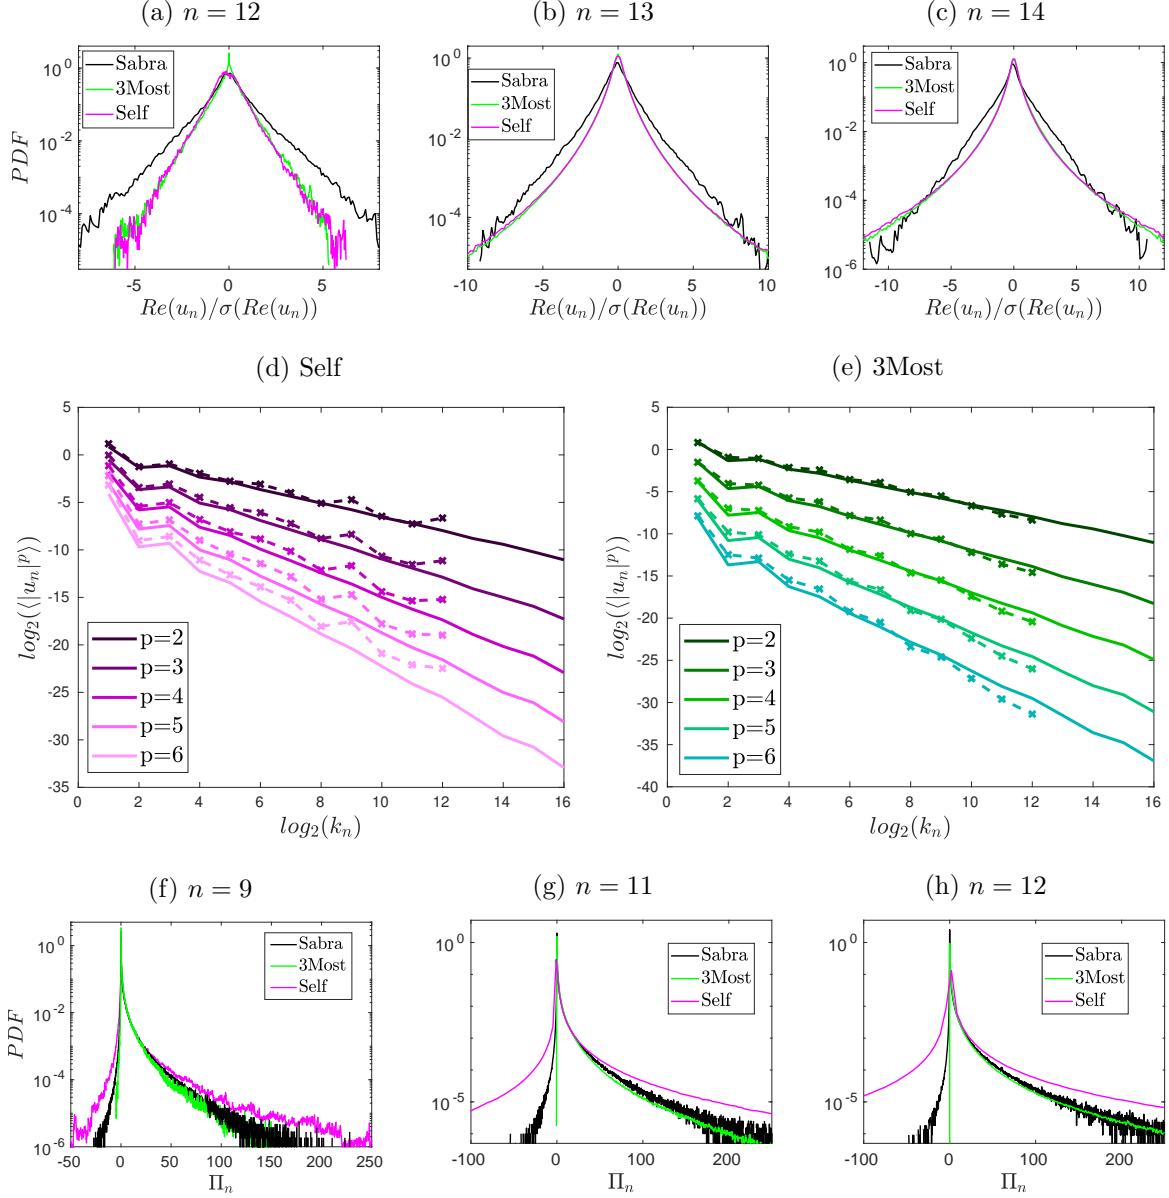 (a) n = 12
(b) n = 13
(c) n = 14
10^0
10^-2
10^-4
PDF
Sabra
3Most
Self
-5
0
5
Re(u_n)/σ(Re(u_n))
10^0
10^-2
10^-4
Sabra
3Most
Self
-10
-5
0
5
10
Re(u_n)/σ(Re(u_n))
10^0
10^-2
10^-4
10^-6
Sabra
3Most
Self
-10
-5
0
5
10
Re(u_n)/σ(Re(u_n))
(d) Self
(e) 3Most
5
0
-5
-10
-15
-20
-25
-30
-35
log_2(⟨|u_n|^p⟩)
p=2
p=3
p=4
p=5
p=6
0
2
4
6
8
10
12
14
16
log_2(k_n)
5
0
-5
-10
-15
-20
-25
-30
-35
-40
log_2(⟨|u_n|^p⟩)
p=2
p=3
p=4
p=5
p=6
0
2
4
6
8
10
12
14
16
log_2(k_n)
(f) n = 9
(g) n = 11
(h) n = 12
10^0
10^-2
10^-4
10^-6
PDF
Sabra
3Most
Self
-50
0
50
100
150
200
250
Π_n
10^0
10^-5
Sabra
3Most
Self
-100
0
100
200
Π_n
10^0
10^-5
Sabra
3Most
Self
-100
0
100
200
Π_n